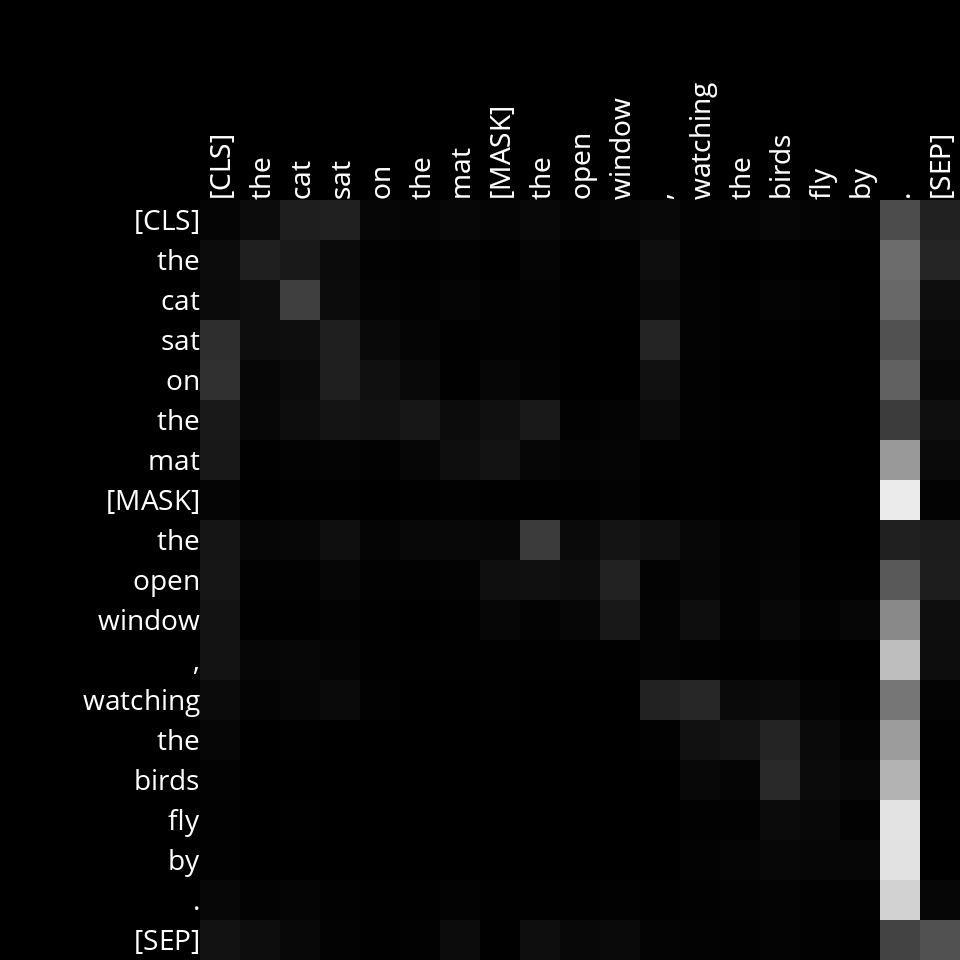 [CLS] the cat sat on the mat [MASK] the open window , watching the birds fly by . [SEP]
[CLS]
the
cat
sat
on
the
mat
[MASK]
the
open
window
,
watching
the
birds
fly
by
.
[SEP]